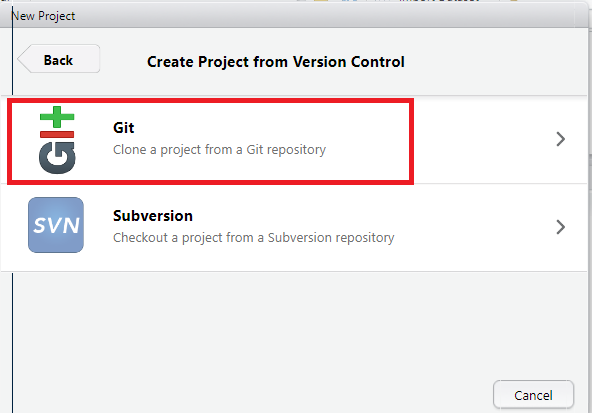 New Project
Back
Create Project from Version Control
git
Git
Clone a project from a Git repository
SVN
Subversion
Checkout a project from a Subversion repository
Cancel